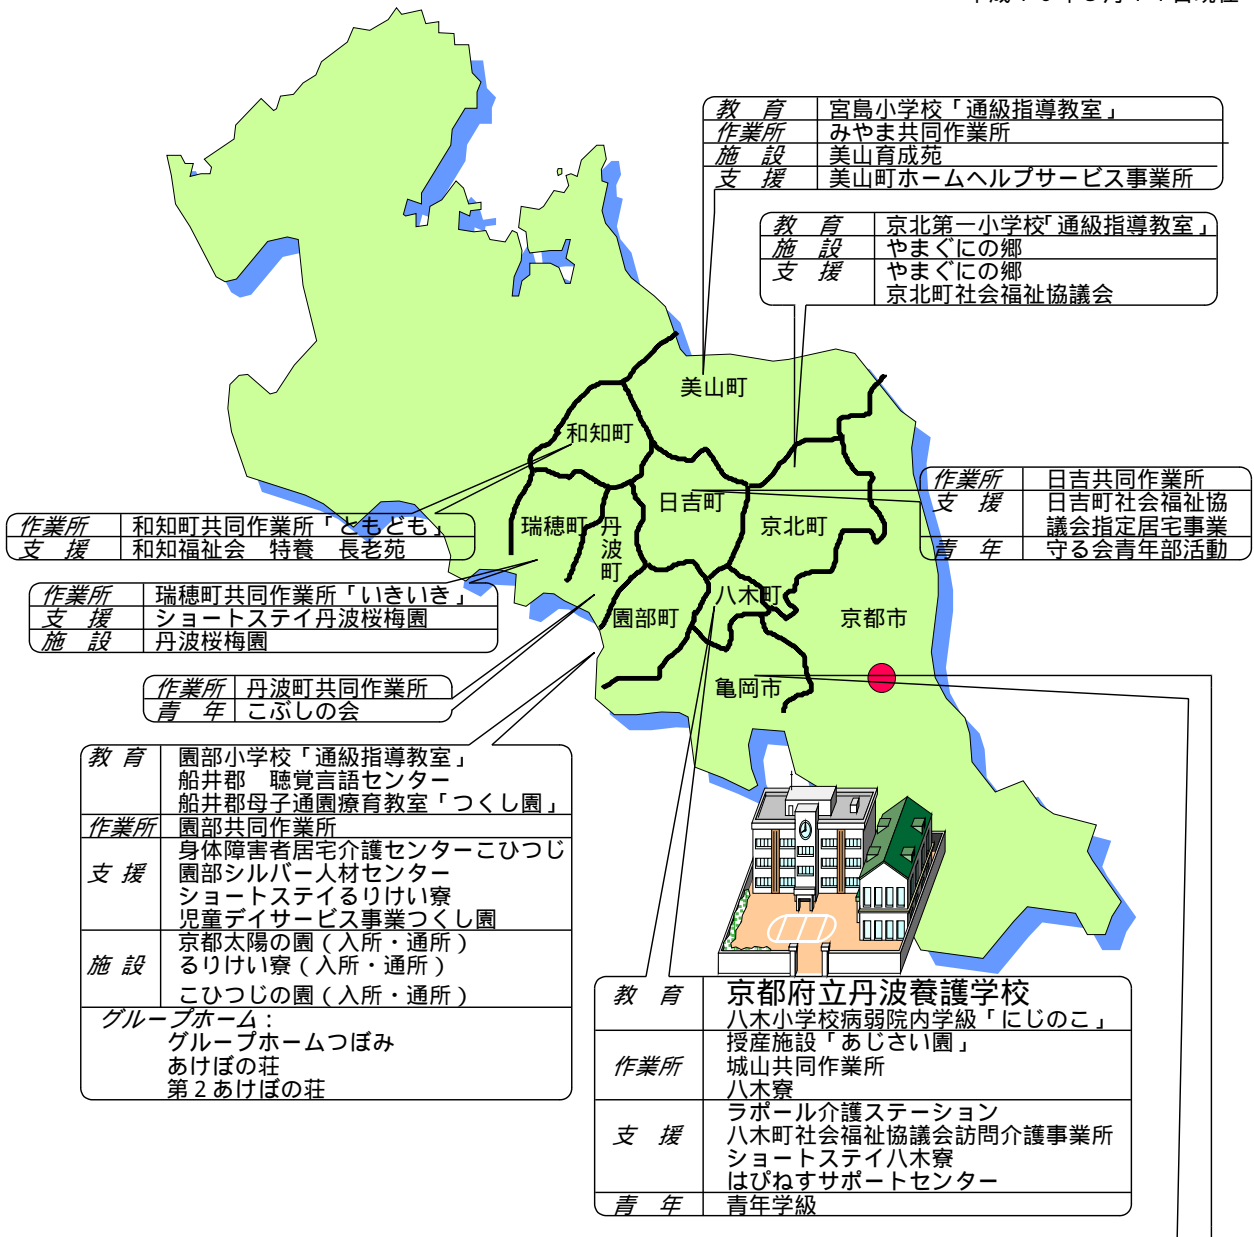 教　育　宮島小学校「通級指導教室」
作業所　みやま共同作業所
施　設　美山育成苑
支　援　美山町ホームヘルプサービス事業所
教　育　京北第一小学校「通級指導教室」
施　設　やまぐにの郷
支　援　やまぐにの郷
京北町社会福祉協議会
美山町
和知町
日吉町
瑞穂町
丹波町
京北町
園部町
八木町
京都市
亀岡市
作業所　日吉共同作業所
支　援　日吉町社会福祉協
議会指定居宅事業
青　年　守る会青年部活動
作業所　和知町共同作業所「ともども」
支　援　和知福祉会　特養　長老苑
作業所　瑞穂町共同作業所「いきいき」
支　援　ショートステイ丹波桜梅園
施　設　丹波桜梅園
作業所　丹波町共同作業所
青　年　こぶしの会
教 育　園部小学校「通級指導教室」
船井郡　聴覚言語センター
船井郡母子通園療育教室「つくし園」
作業所　園部共同作業所
支 援　身体障害者居宅介護センターこひつじ
園部シルバー人材センター
ショートステイるりけい寮
児童デイサービス事業つくし園
施 設　京都太陽の園（入所・通所）
るりけい寮（入所・通所）
こひつじの園（入所・通所）
グループホーム：
グループホームつぼみ
あけぼの荘
第２あけぼの荘
教　育　京都府立丹波養護学校
八木小学校病弱院内学級「にじのこ」
作業所　授産施設「あじさい園」
城山共同作業所
八木寮
支　援　ラポール介護ステーション
八木町社会福祉協議会訪問介護事業所
ショートステイ八木寮
はぴねすサポートセンター
青　年　青年学級